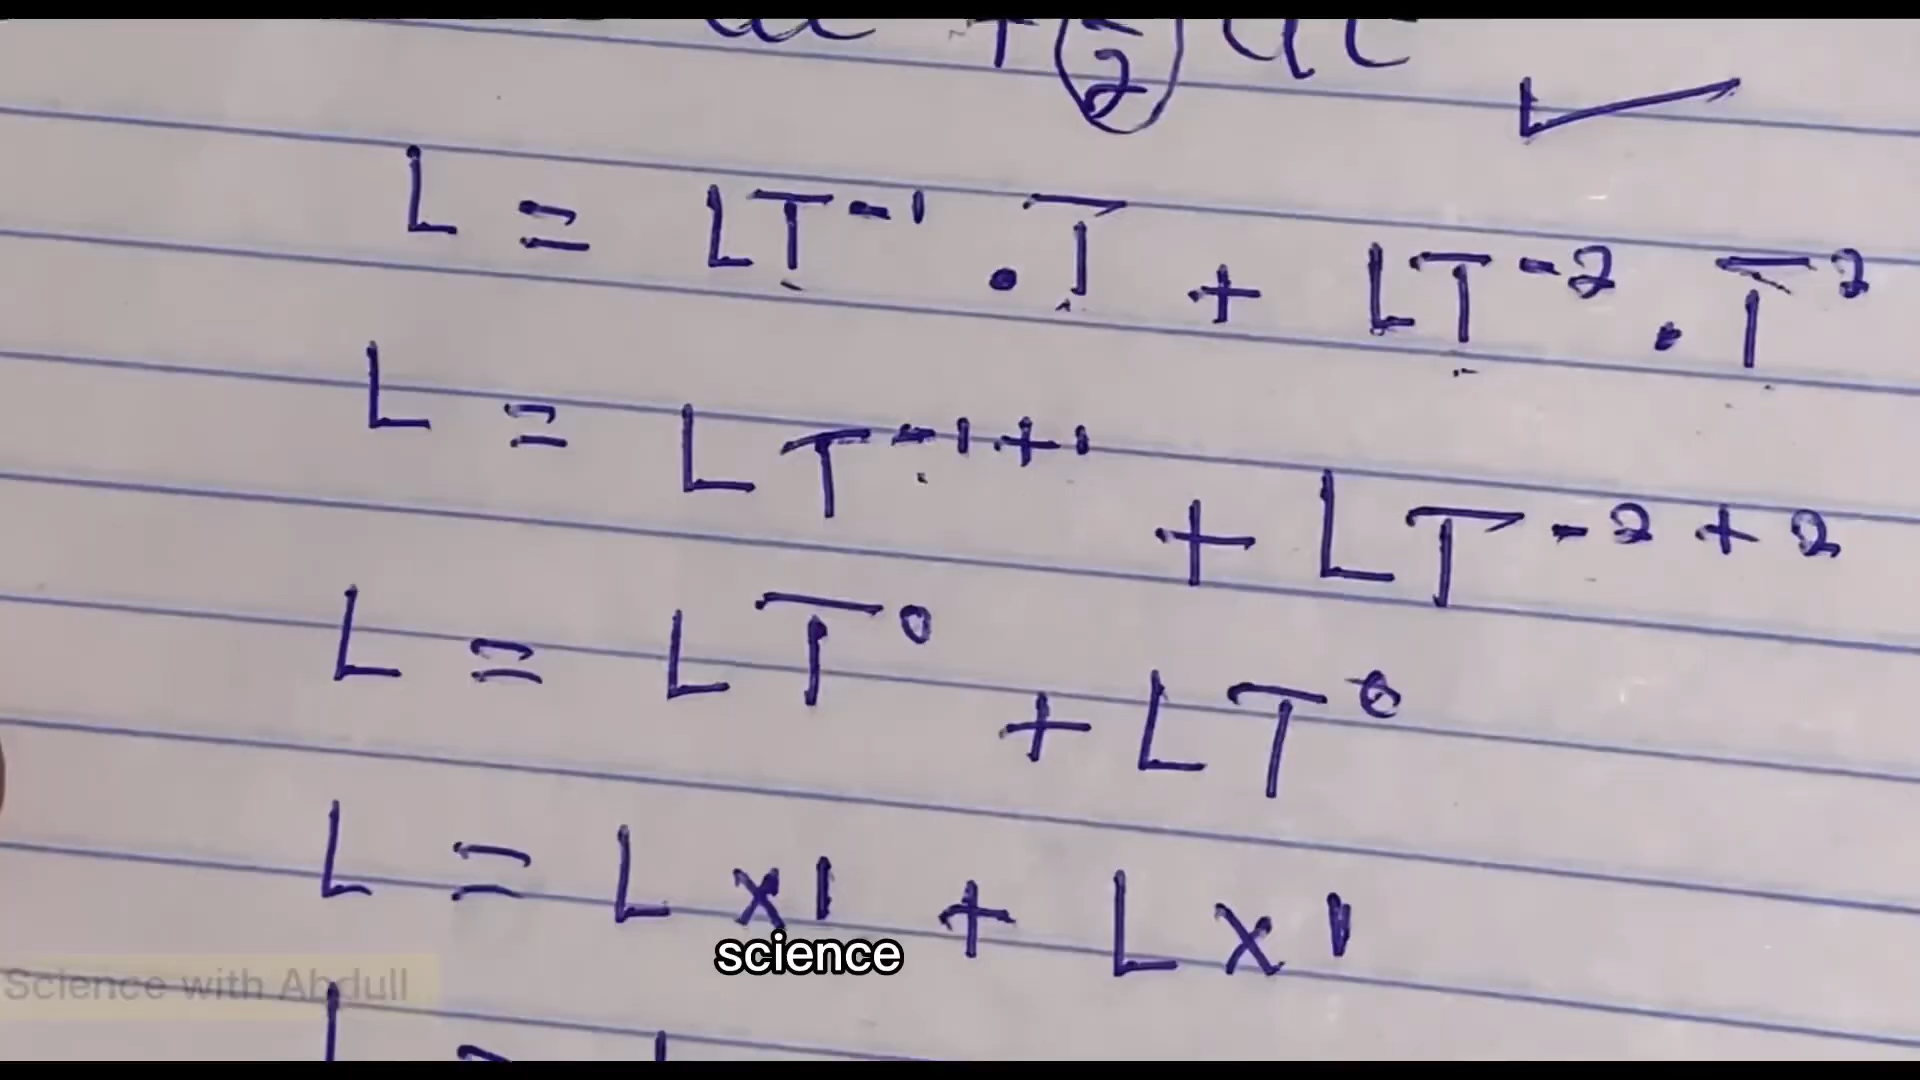 2
L = LT⁻¹ . T + LT⁻² . T²
L = LT⁻¹⁺¹ + LT⁻²⁺²
L = LT⁰ + LT⁰
L = L x 1 + L x 1
science
Science with Abdull